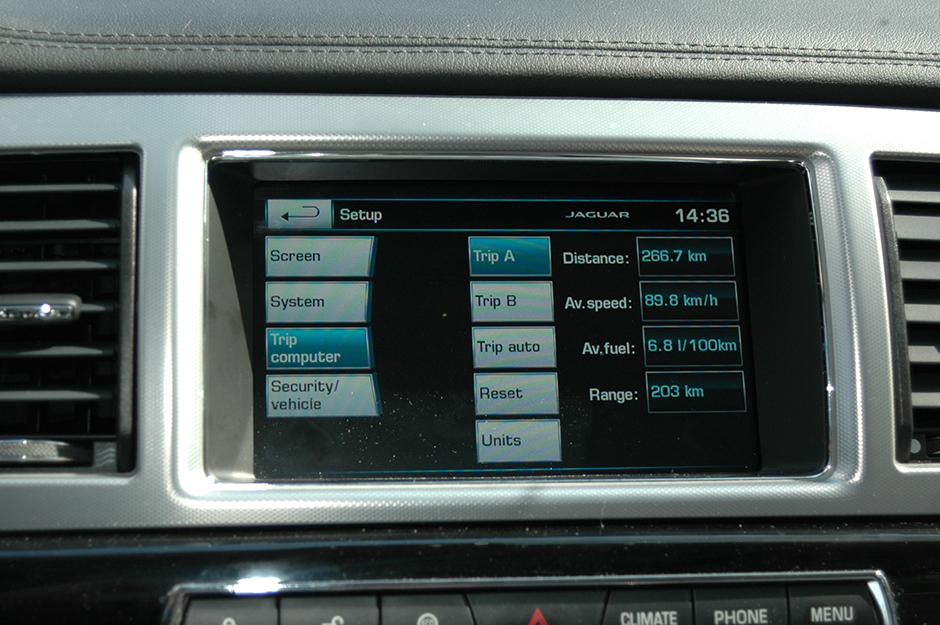 Setup JAGUAR 14:36
Screen Trip A Distance: 266.7 km
System Trip B Av.speed: 89.8 km/h
Trip
computer Trip auto Av.fuel: 6.8 l/100km
Security/
vehicle Reset Range: 203 km
Units
CLIMATE PHONE MENU